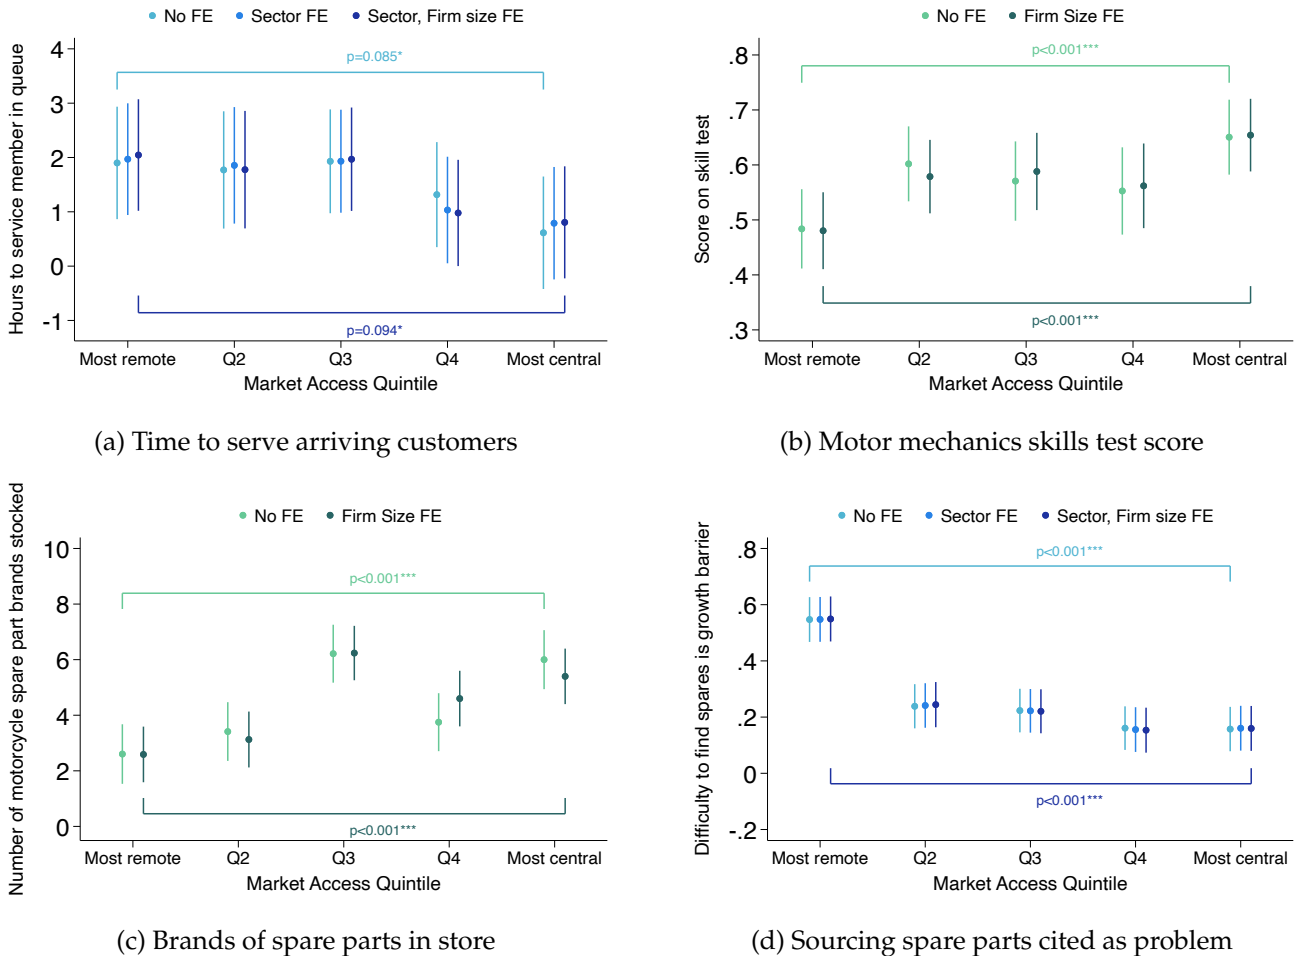 No FE Sector FE Sector, Firm size FE
Hours to service member in queue
4
3
2
1
0
-1
p=0.085*
p=0.094*
Most remote Q2 Q3 Q4 Most central
Market Access Quintile
(a) Time to serve arriving customers
No FE Firm Size FE
Score on skill test
.8
.7
.6
.5
.4
.3
p<0.001***
p<0.001***
Most remote Q2 Q3 Q4 Most central
Market Access Quintile
(b) Motor mechanics skills test score
No FE Firm Size FE
Number of motorcycle spare part brands stocked
10
8
6
4
2
0
p<0.001***
p<0.001***
Most remote Q2 Q3 Q4 Most central
Market Access Quintile
(c) Brands of spare parts in store
No FE Sector FE Sector, Firm size FE
Difficulty to find spares is growth barrier
.8
.6
.4
.2
0
-.2
p<0.001***
p<0.001***
Most remote Q2 Q3 Q4 Most central
Market Access Quintile
(d) Sourcing spare parts cited as problem